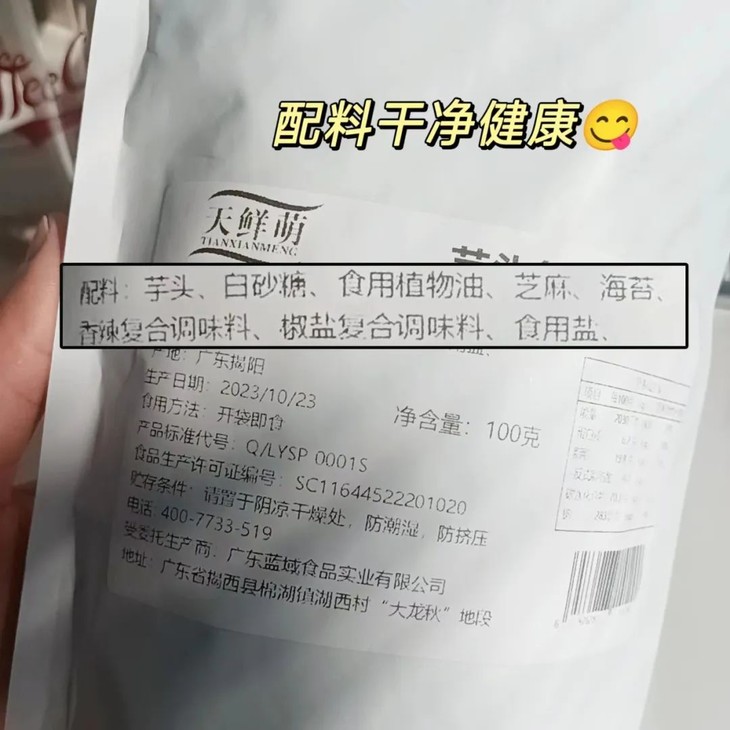 配料干净健康
天鲜萌
TIANXIANMENG
配料：芋头、白砂糖、食用植物油、芝麻、海苔、
香辣复合调味料、椒盐复合调味料、食用盐、
产地：广东揭阳
生产日期：2023/10/23
食用方法：开袋即食
净含量：100克
产品标准代号：Q/LYSP 0001S
食品生产许可证编号：SC11644522201020
贮存条件：请置于阴凉干燥处，防潮湿，防挤压
电话：400-7733-519
受委托生产商：广东蓝域食品实业有限公司
地址：广东省揭西县棉湖镇湖西村“大龙秋”地段